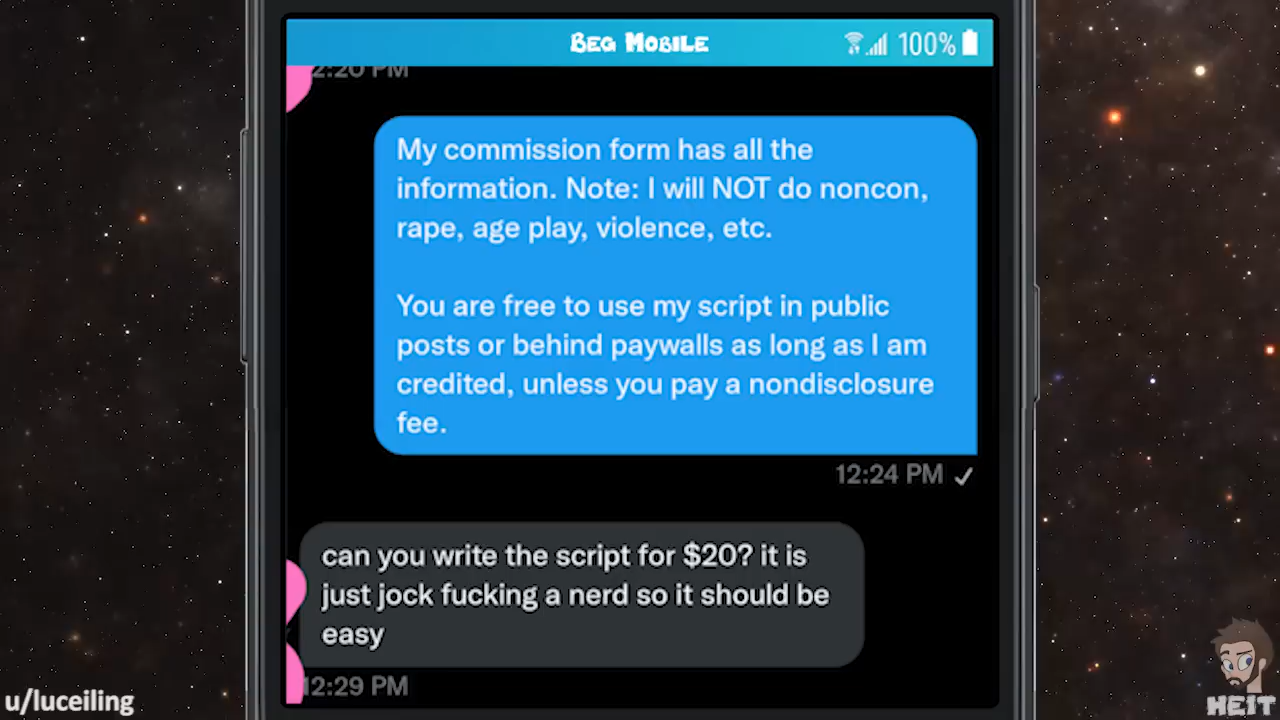 Beg Mobile
100%
2:20 PM
My commission form has all the
information. Note: I will NOT do noncon,
rape, age play, violence, etc.
You are free to use my script in public
posts or behind paywalls as long as I am
credited, unless you pay a nondisclosure
fee.
12:24 PM
can you write the script for $20? it is
just jock fucking a nerd so it should be
easy
12:29 PM
u/luceiling
HEIT